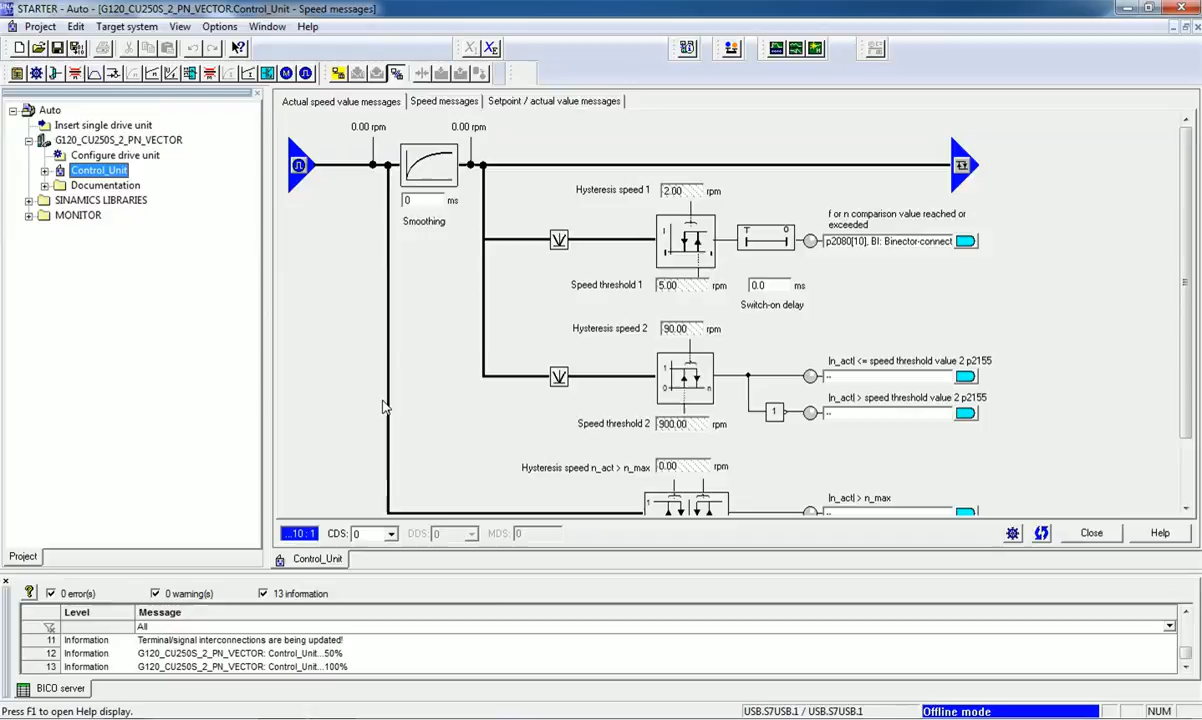 STARTER - Auto - [G120_CU250S_2_PN_VECTOR.Control_Unit - Speed messages]
Project Edit Target system View Options Window Help
Auto
Insert single drive unit
G120_CU250S_2_PN_VECTOR
Configure drive unit
Control_Unit
Documentation
SINAMICS LIBRARIES
MONITOR
Project
Actual speed value messages Speed messages Setpoint / actual value messages
0.00 rpm 0.00 rpm
0 ms
Smoothing
Hysteresis speed 1 2.00 rpm
f or n comparison value reached or
exceeded
T 0
p2080[10], BI: Binector-connect
Speed threshold 1 5.00 rpm 0.0 ms
Switch-on delay
Hysteresis speed 2 90.00 rpm
|n_act| <= speed threshold value 2 p2155
--
|n_act| > speed threshold value 2 p2155
1 --
Speed threshold 2 900.00 rpm
Hysteresis speed n_act > n_max 0.00 rpm
|n_act| > n_max
--
...10 : 1 CDS: 0 DDS: 0 MDS: 0 Close Help
Control_Unit
0 error(s) 0 warning(s) 13 information
Level Message
All
11 Information Terminal/signal interconnections are being updated!
12 Information G120_CU250S_2_PN_VECTOR: Control_Unit...50%
13 Information G120_CU250S_2_PN_VECTOR: Control_Unit...100%
BICO server
Press F1 to open Help display. USB.S7USB.1 / USB.S7USB.1 Offline mode NUM